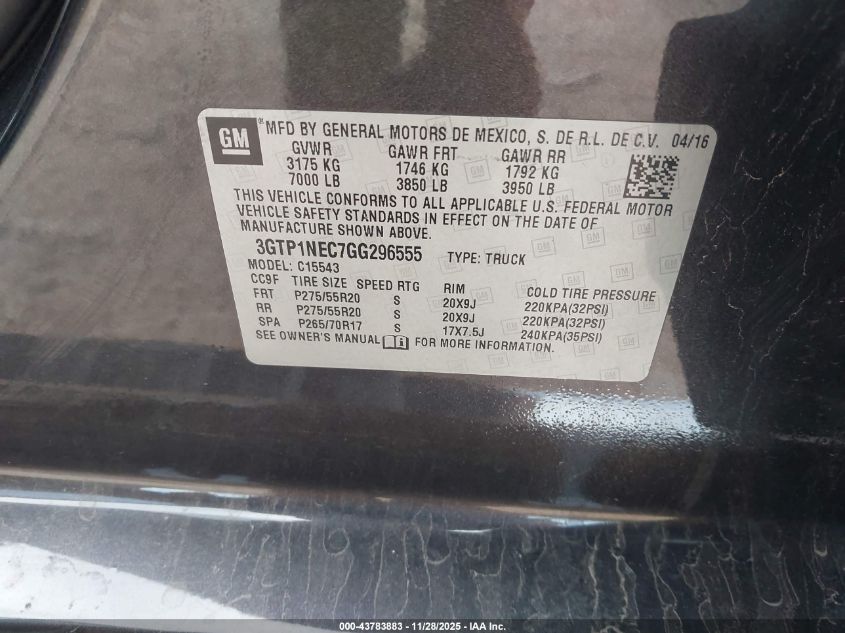 GM ® MFD BY GENERAL MOTORS DE MEXICO, S. DE R.L. DE C.V. 04/16
GVWR GAWR FRT GAWR RR
3175 KG 1746 KG 1792 KG
7000 LB 3850 LB 3950 LB
THIS VEHICLE CONFORMS TO ALL APPLICABLE U.S. FEDERAL MOTOR
VEHICLE SAFETY STANDARDS IN EFFECT ON THE DATE OF
MANUFACTURE SHOWN ABOVE.
3GTP1NEC7GG296555 TYPE: TRUCK
MODEL: C15543
CC9F TIRE SIZE SPEED RTG RIM COLD TIRE PRESSURE
FRT P275/55R20 S 20X9J 220KPA(32PSI)
RR P275/55R20 S 20X9J 220KPA(32PSI)
SPA P265/70R17 S 17X7.5J 240KPA(35PSI)
SEE OWNER'S MANUAL FOR MORE INFORMATION.
000-43783883 - 11/28/2025 - IAA Inc.